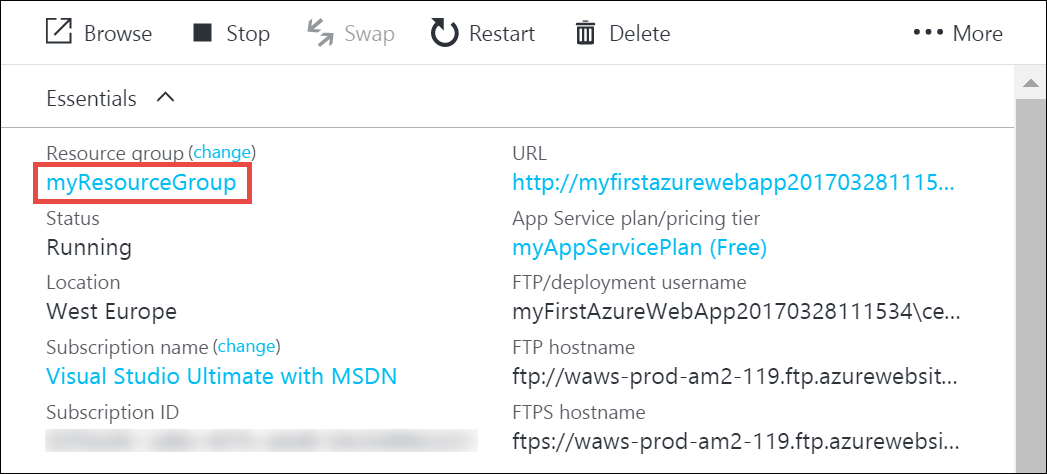 Browse Stop Swap Restart Delete ••• More
Essentials
Resource group (change) URL
myResourceGroup http://myfirstazurewebapp201703281115...
Status App Service plan/pricing tier
Running myAppServicePlan (Free)
Location FTP/deployment username
West Europe myFirstAzureWebApp20170328111534\ce...
Subscription name (change) FTP hostname
Visual Studio Ultimate with MSDN ftp://waws-prod-am2-119.ftp.azurewebsit...
Subscription ID FTPS hostname
ftps://waws-prod-am2-119.ftp.azurewebsi...